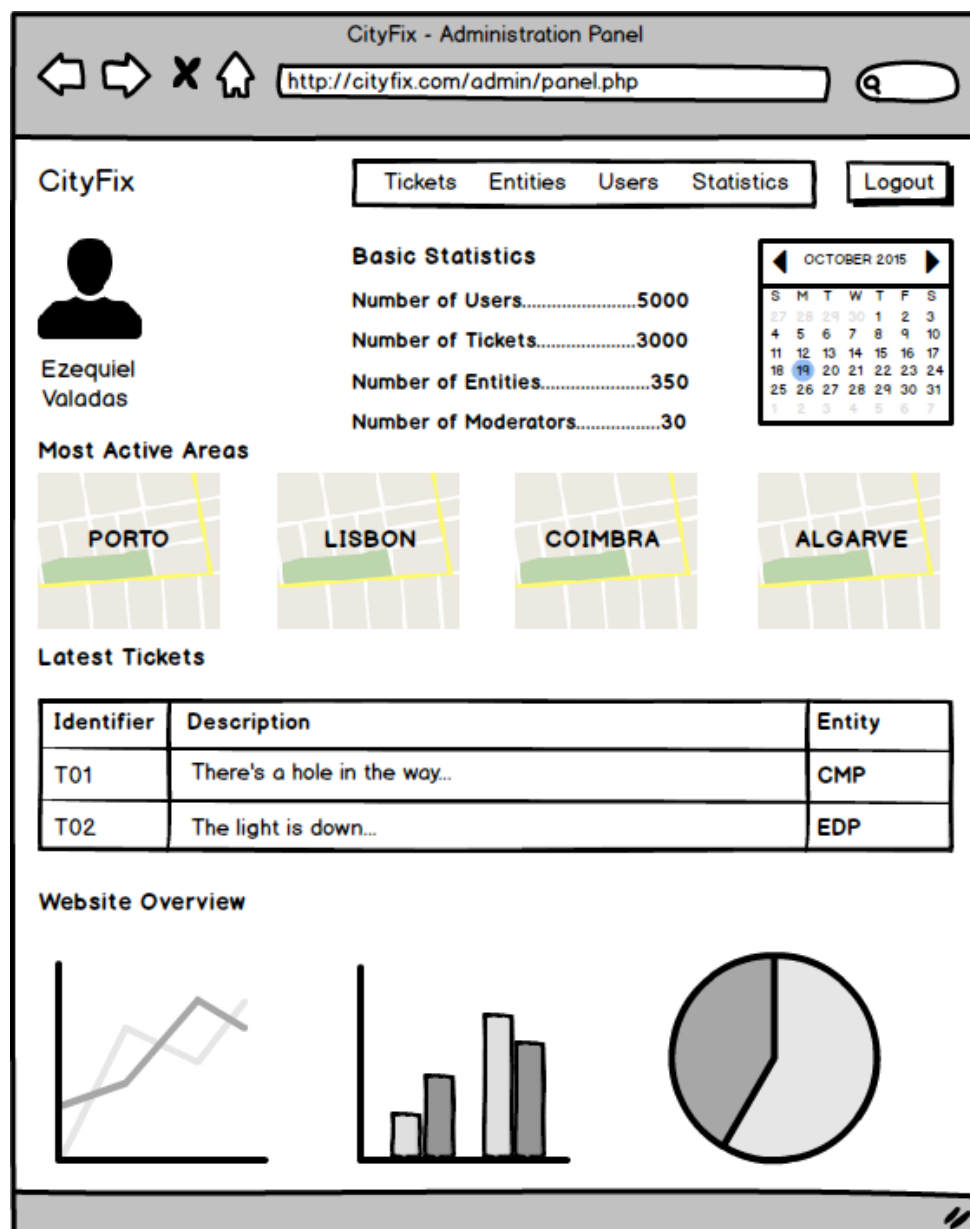 CityFix - Administration Panel
http://cityfix.com/admin/panel.php
CityFix
Tickets Entities Users Statistics
Logout
Ezequiel
Valadas
Basic Statistics
Number of Users.......................5000
Number of Tickets....................3000
Number of Entities......................350
Number of Moderators.................30
OCTOBER 2015
S M T W T F S
27 28 29 30 1 2 3
4 5 6 7 8 9 10
11 12 13 14 15 16 17
18 19 20 21 22 23 24
25 26 27 28 29 30 31
1 2 3 4 5 6 7
Most Active Areas
PORTO
LISBON
COIMBRA
ALGARVE
Latest Tickets
Identifier Description Entity
T01 There's a hole in the way... CMP
T02 The light is down... EDP
Website Overview